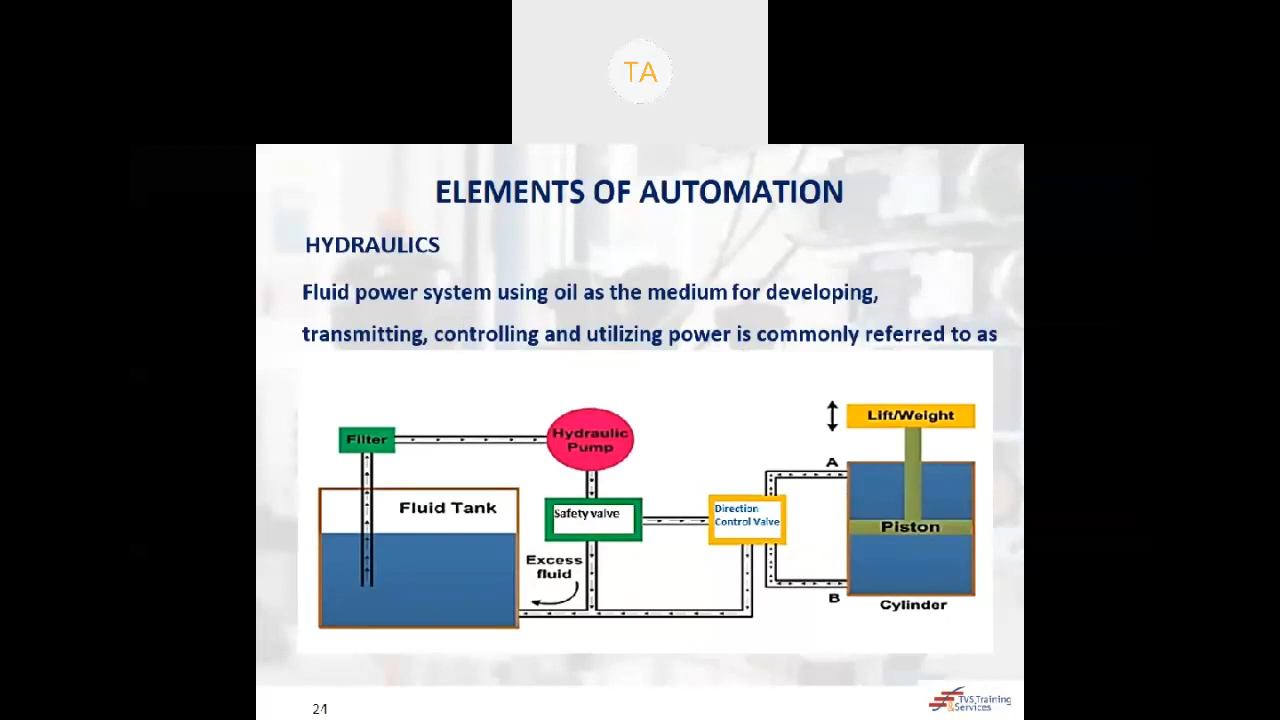 TA
ELEMENTS OF AUTOMATION
HYDRAULICS
Fluid power system using oil as the medium for developing,
transmitting, controlling and utilizing power is commonly referred to as
Filter
Hydraulic
Pump
Lift/Weight
A
Fluid Tank
Safety valve
Direction
Control Valve
Piston
Excess
fluid
B
Cylinder
24
TVS Training
& Services